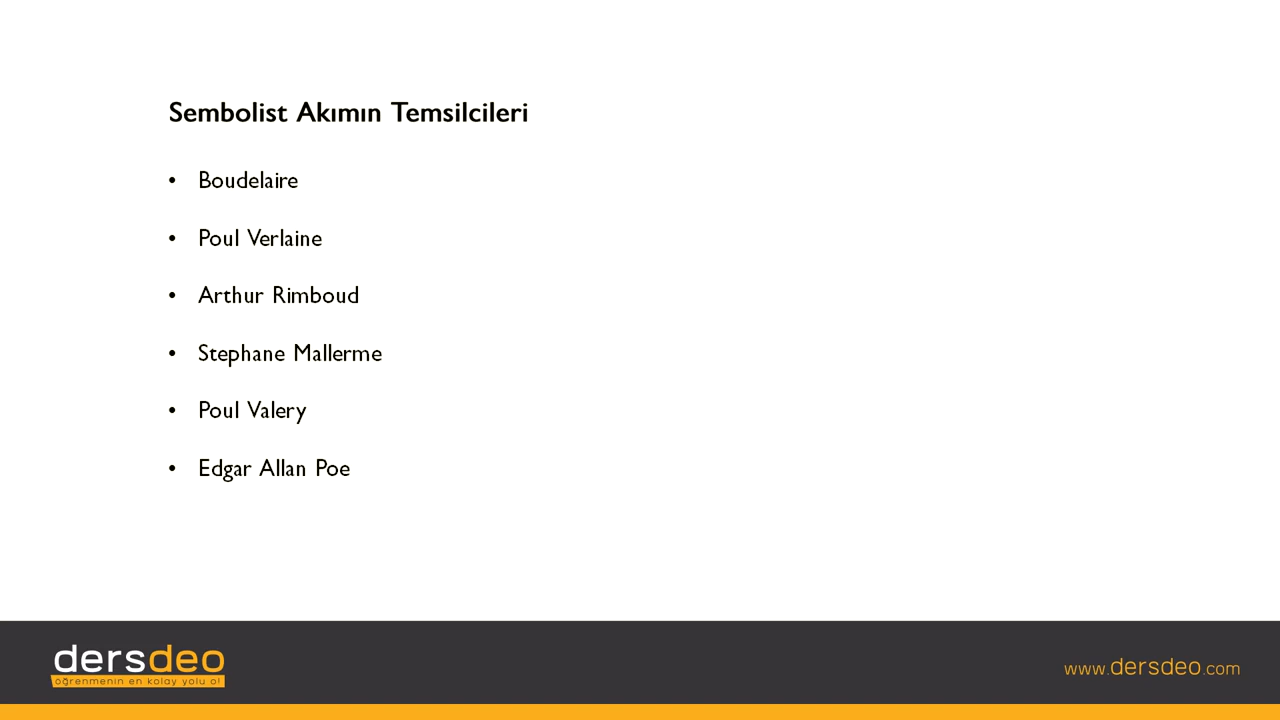 Sembolist Akımın Temsilcileri
• Boudelaire
• Poul Verlaine
• Arthur Rimboud
• Stephane Mallerme
• Poul Valery
• Edgar Allan Poe
dersdeo
öğrenmenin en kolay yolu o!
www.dersdeo.com